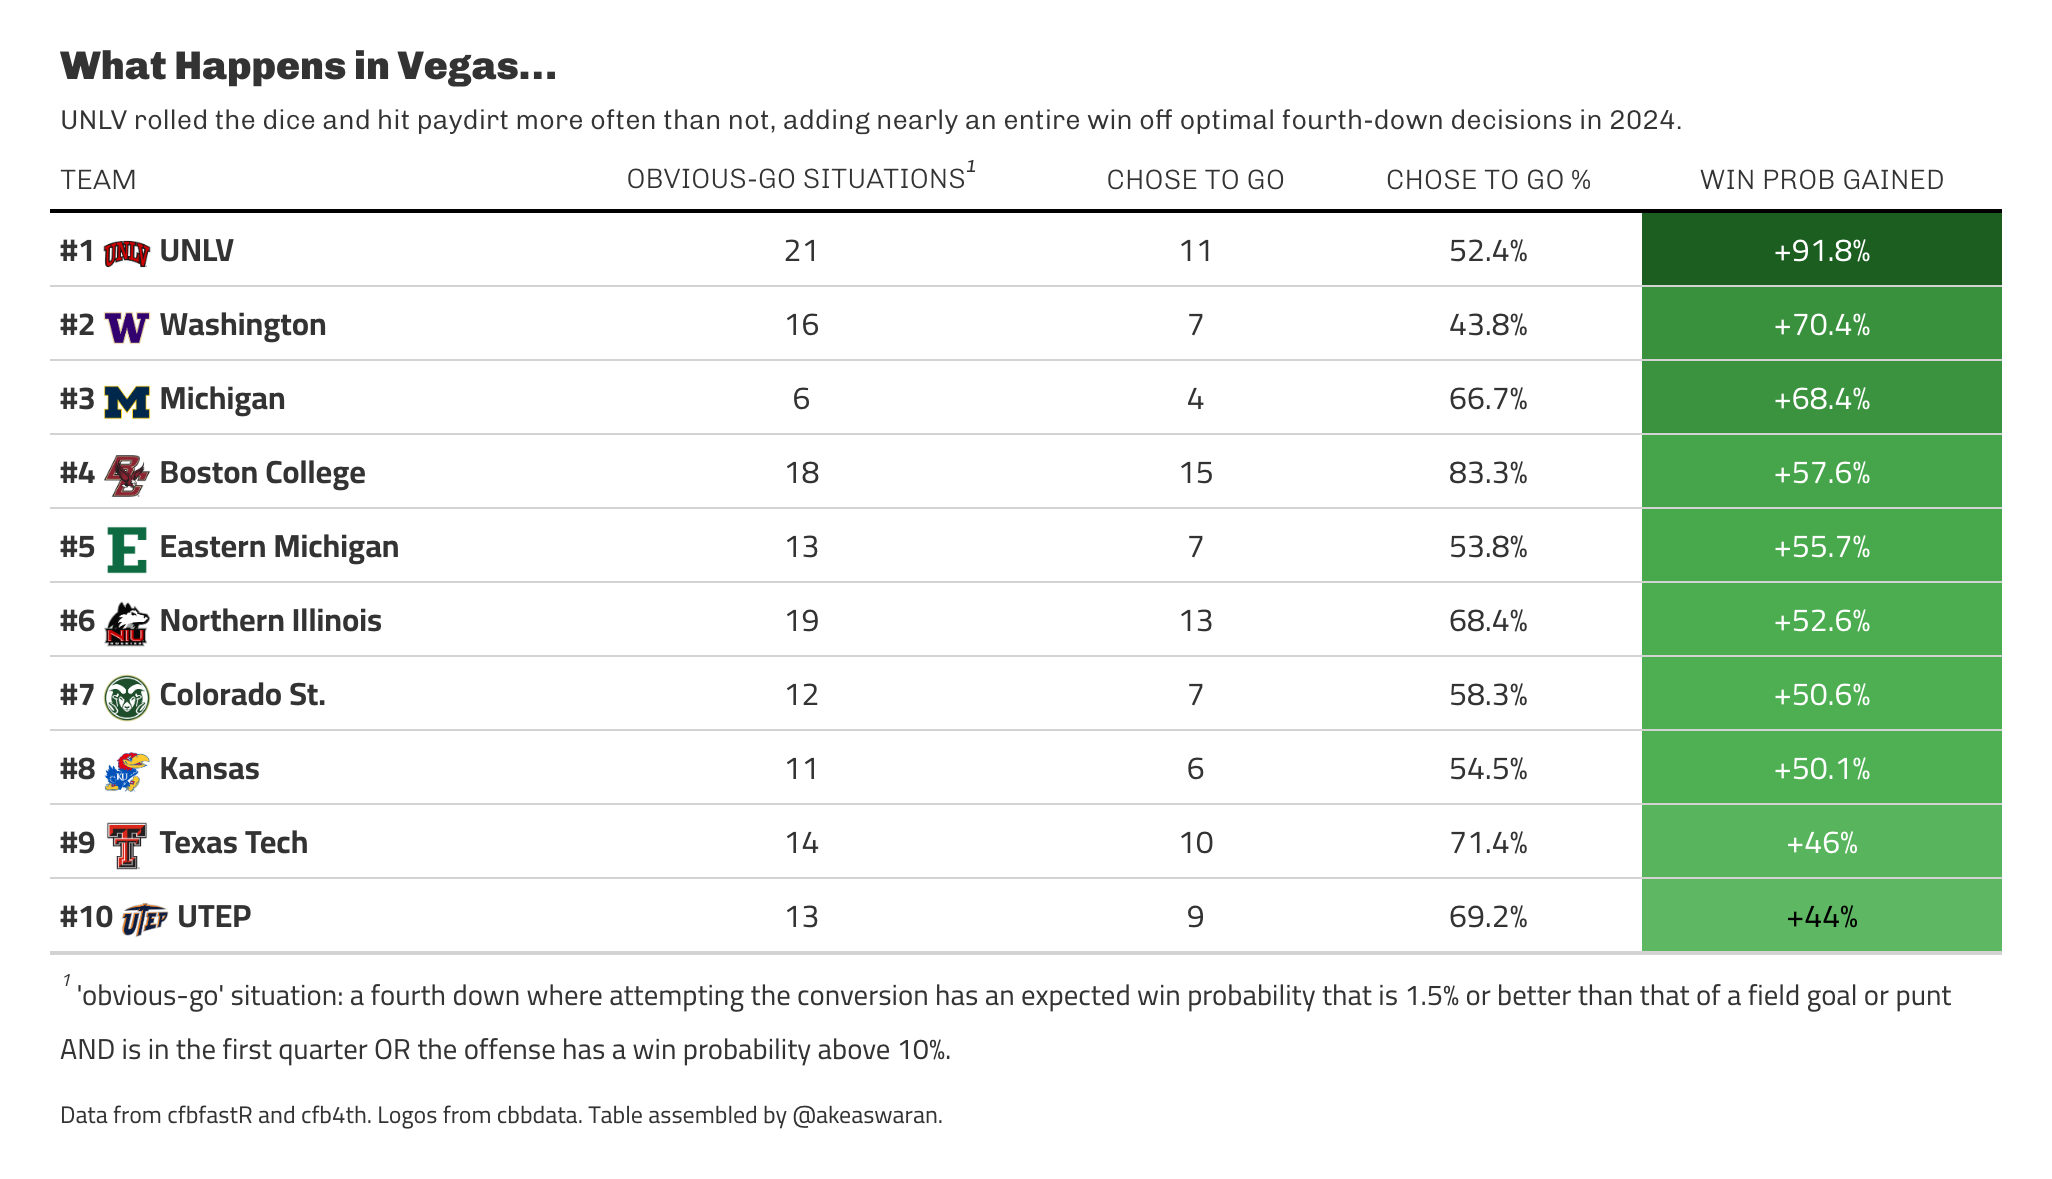 What Happens in Vegas...
UNLV rolled the dice and hit paydirt more often than not, adding nearly an entire win off optimal fourth-down decisions in 2024.
TEAM OBVIOUS-GO SITUATIONS1 CHOSE TO GO CHOSE TO GO % WIN PROB GAINED
#1 UNLV UNLV 21 11 52.4% +91.8%
#2 W Washington 16 7 43.8% +70.4%
#3 M Michigan 6 4 66.7% +68.4%
#4 BC Boston College 18 15 83.3% +57.6%
#5 E Eastern Michigan 13 7 53.8% +55.7%
#6 NIU Northern Illinois 19 13 68.4% +52.6%
#7 Colorado St. 12 7 58.3% +50.6%
#8 KU Kansas 11 6 54.5% +50.1%
#9 T Texas Tech 14 10 71.4% +46%
#10 UTEP UTEP 13 9 69.2% +44%
1 'obvious-go' situation: a fourth down where attempting the conversion has an expected win probability that is 1.5% or better than that of a field goal or punt
AND is in the first quarter OR the offense has a win probability above 10%.
Data from cfbfastR and cfb4th. Logos from cbbdata. Table assembled by @akeaswaran.